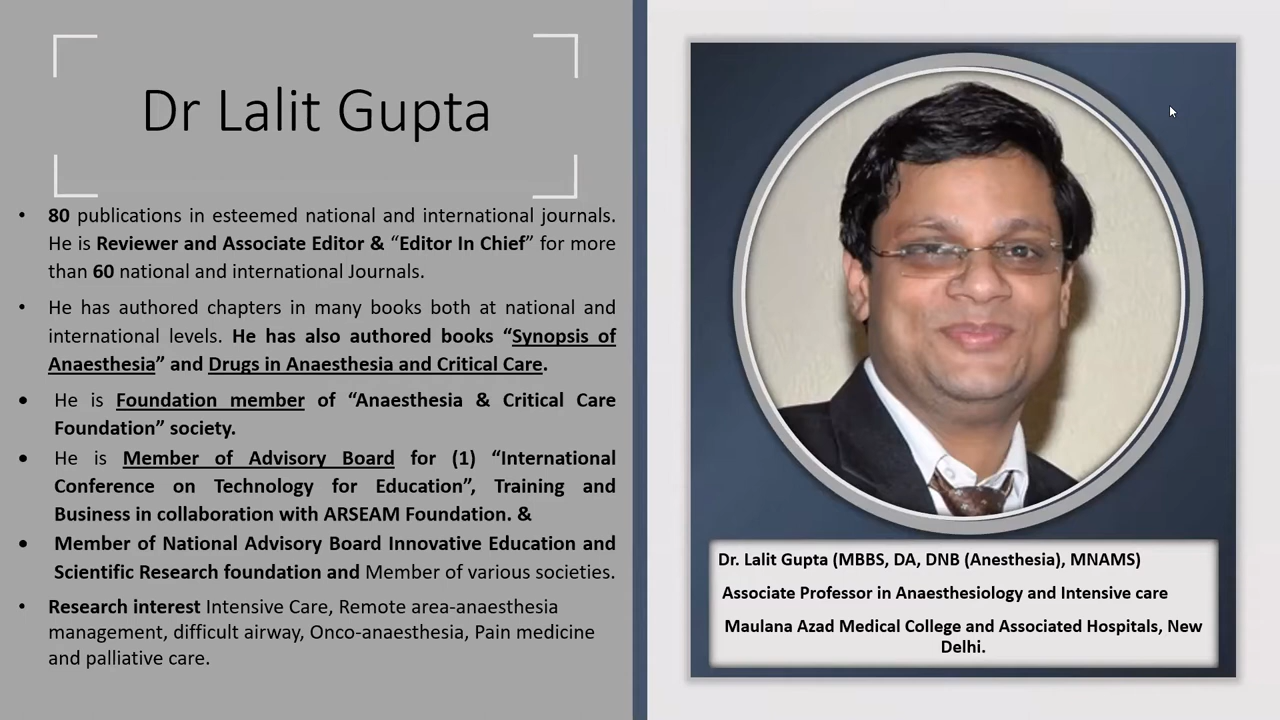 Dr Lalit Gupta
• 80 publications in esteemed national and international journals.
He is Reviewer and Associate Editor & “Editor In Chief” for more
than 60 national and international Journals.
• He has authored chapters in many books both at national and
international levels. He has also authored books “Synopsis of
Anaesthesia” and Drugs in Anaesthesia and Critical Care.
• He is Foundation member of “Anaesthesia & Critical Care
Foundation” society.
• He is Member of Advisory Board for (1) “International
Conference on Technology for Education”, Training and
Business in collaboration with ARSEAM Foundation. &
• Member of National Advisory Board Innovative Education and
Scientific Research foundation and Member of various societies.
• Research interest Intensive Care, Remote area-anaesthesia
management, difficult airway, Onco-anaesthesia, Pain medicine
and palliative care.
Dr. Lalit Gupta (MBBS, DA, DNB (Anesthesia), MNAMS)
Associate Professor in Anaesthesiology and Intensive care
Maulana Azad Medical College and Associated Hospitals, New
Delhi.